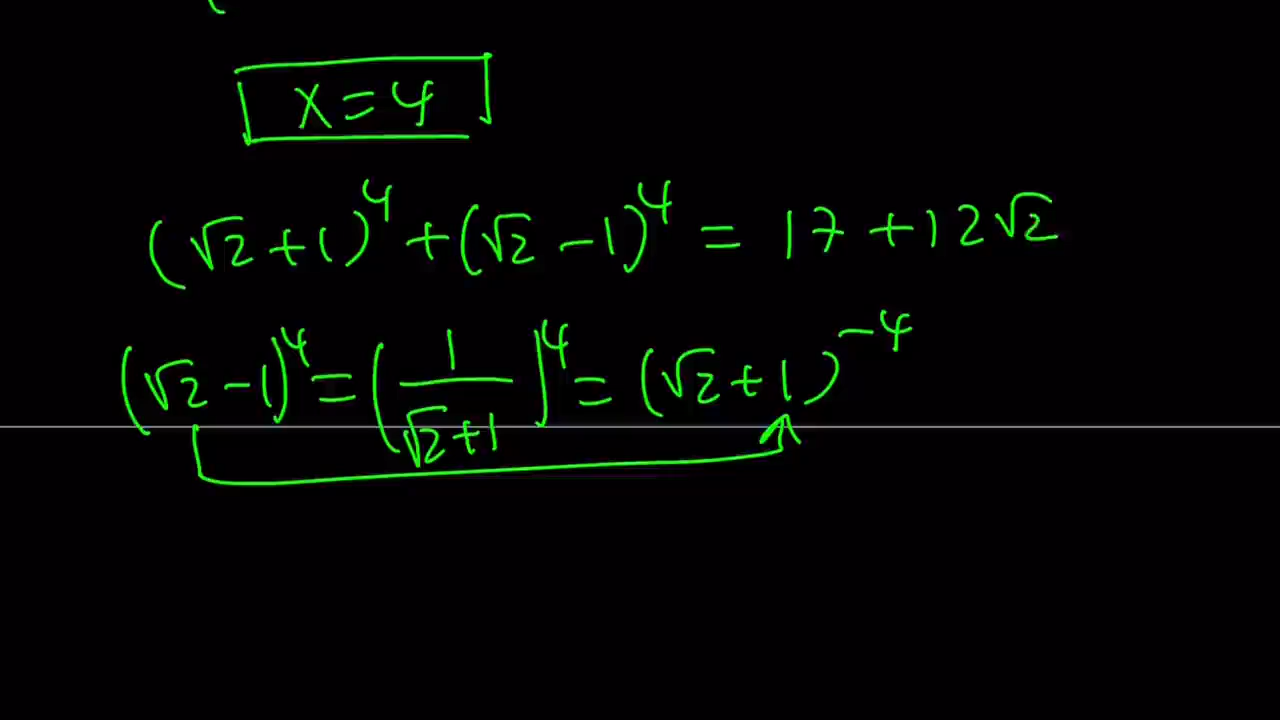 x = 4
(√2 + 1)^4 + (√2 - 1)^4 = 17 + 12√2
(√2 - 1)^4 = (1/(√2 + 1))^4 = (√2 + 1)^-4